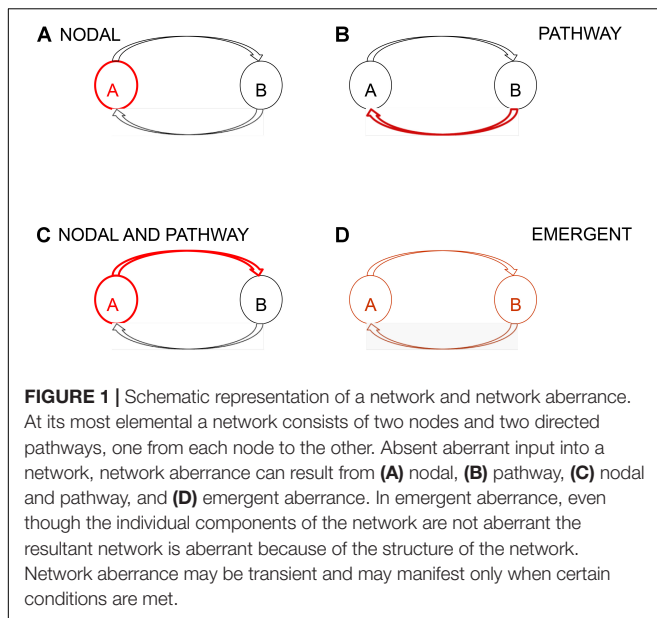 A NODAL
B PATHWAY
A B
A B
C NODAL AND PATHWAY
D EMERGENT
A B
A B
FIGURE 1 | Schematic representation of a network and network aberrance.
At its most elemental a network consists of two nodes and two directed
pathways, one from each node to the other. Absent aberrant input into a
network, network aberrance can result from (A) nodal, (B) pathway, (C) nodal
and pathway, and (D) emergent aberrance. In emergent aberrance, even
though the individual components of the network are not aberrant the
resultant network is aberrant because of the structure of the network.
Network aberrance may be transient and may manifest only when certain
conditions are met.